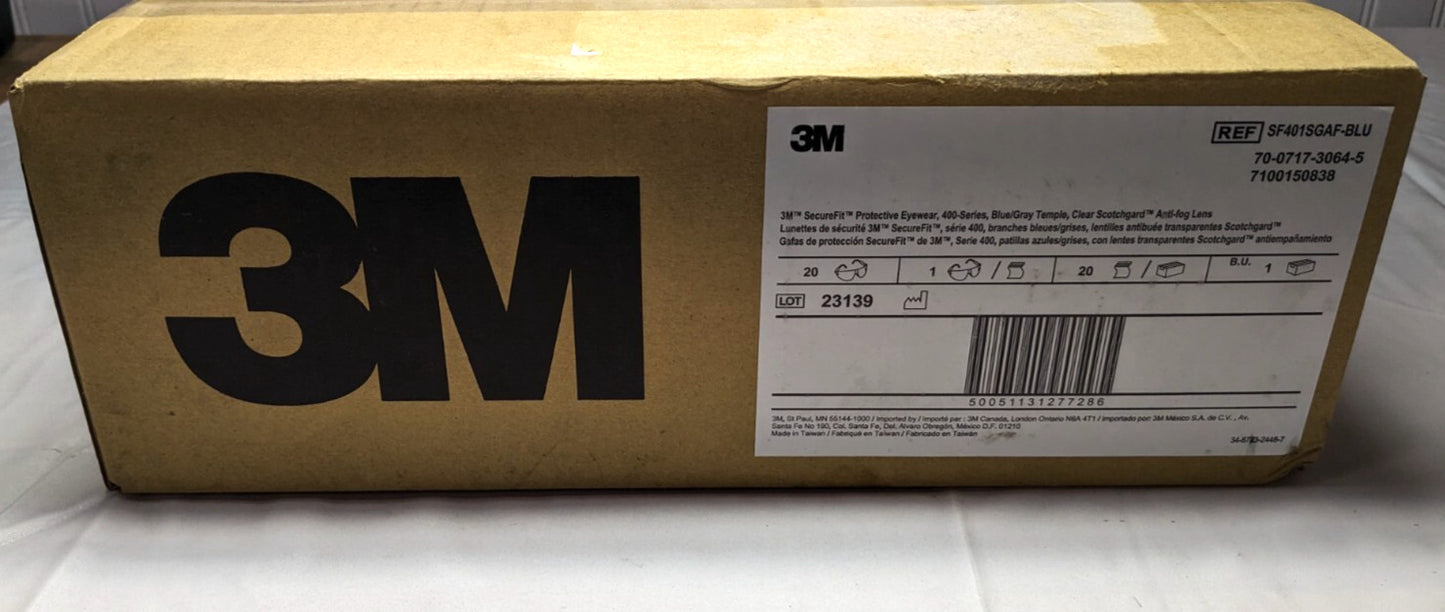 3M
3M
REF SF401SGAF-BLU
70-0717-3064-5
7100150838
3M™ SecureFit™ Protective Eyewear, 400-Series, Blue/Gray Temple, Clear Scotchgard™ Anti-fog Lens
Lunettes de sécurité 3M™ SecureFit™, série 400, branches bleues/grises, lentilles antibuée transparentes Scotchgard™
Gafas de protección SecureFit™ de 3M™, Serie 400, patillas azules/grises, con lentes transparentes Scotchgard™ antiempañamiento
20 1 / 20 / B.U. 1
LOT 23139
50051131277286
3M, St Paul, MN 55144-1000 / Imported by / Importé par : 3M Canada, London Ontario N6A 4T1 / Importado por: 3M México S.A. de C.V., Av.
Santa Fe No 190, Col. Santa Fe, Del. Alvaro Obregón, México D.F. 01210
Made in Taiwan / Fabriqué en Taiwan / Fabricado en Taiwán